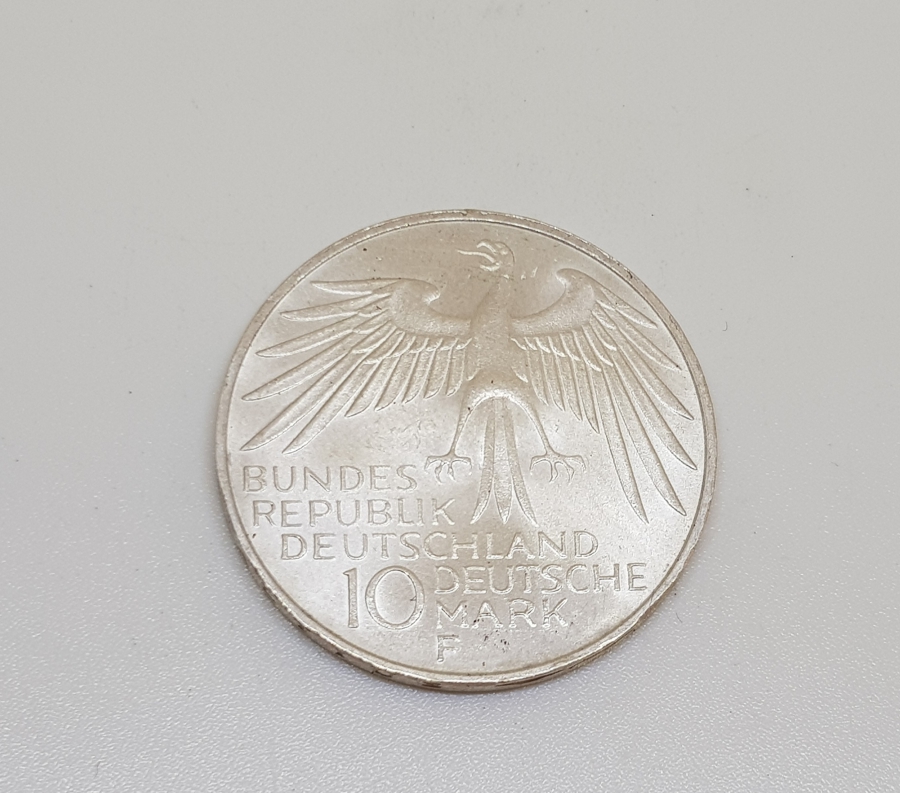 BUNDES
REPUBLIK
DEUTSCHLAND
10 DEUTSCHE
MARK
F